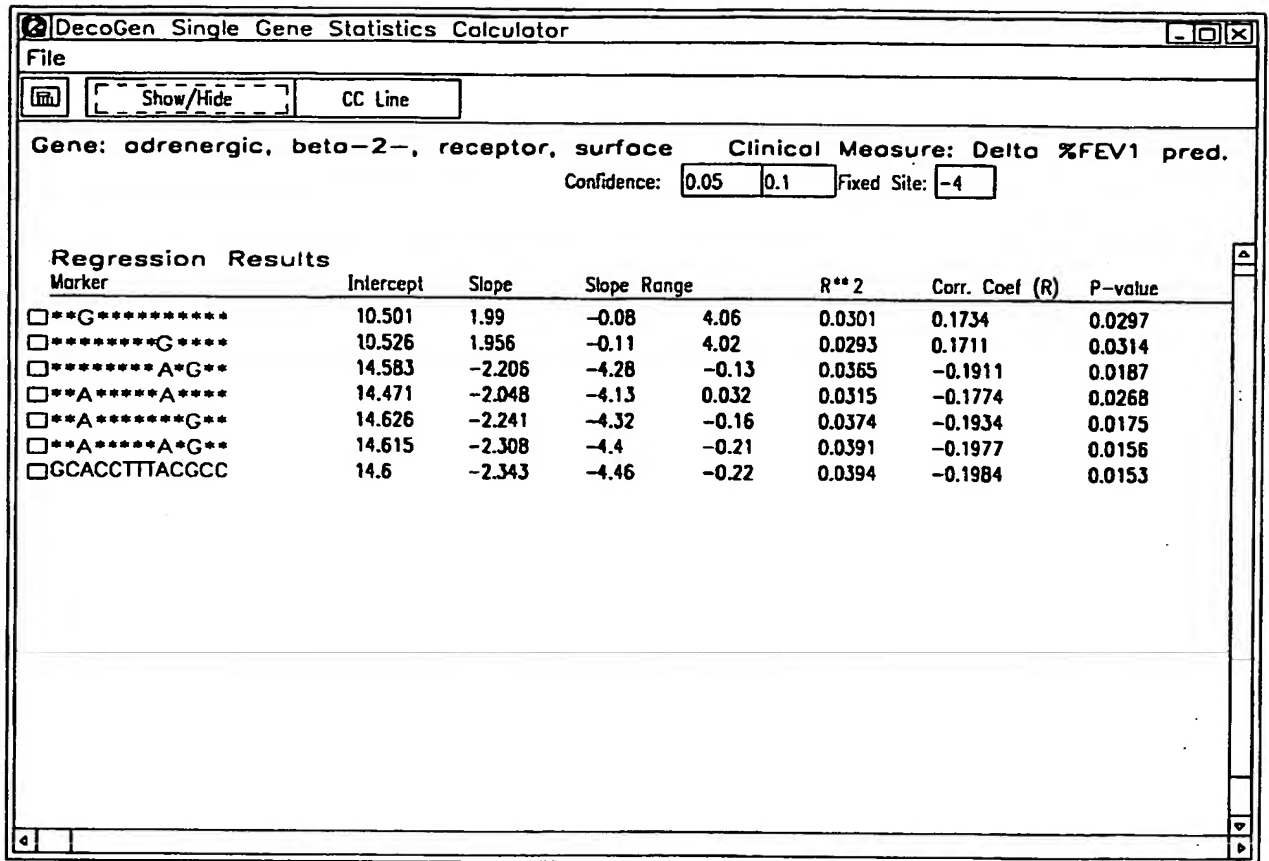 DecoGen Single Gene Statistics Calculator
File
Show/Hide CC Line
Gene: adrenergic, beta-2-, receptor, surface Clinical Measure: Delta %FEV1 pred.
Confidence: 0.05 0.1 Fixed Site: -4
Regression Results
Marker Intercept Slope Slope Range R**2 Corr. Coef (R) P-value
**G********** 10.501 1.99 -0.08 4.06 0.0301 0.1734 0.0297
********G**** 10.526 1.956 -0.11 4.02 0.0293 0.1711 0.0314
********A*G** 14.583 -2.206 -4.28 -0.13 0.0365 -0.1911 0.0187
**A*****A**** 14.471 -2.048 -4.13 0.032 0.0315 -0.1774 0.0268
**A*******G** 14.626 -2.241 -4.32 -0.16 0.0374 -0.1934 0.0175
**A*****A*G** 14.615 -2.308 -4.4 -0.21 0.0391 -0.1977 0.0156
GCACCTTTACGCC 14.6 -2.343 -4.46 -0.22 0.0394 -0.1984 0.0153